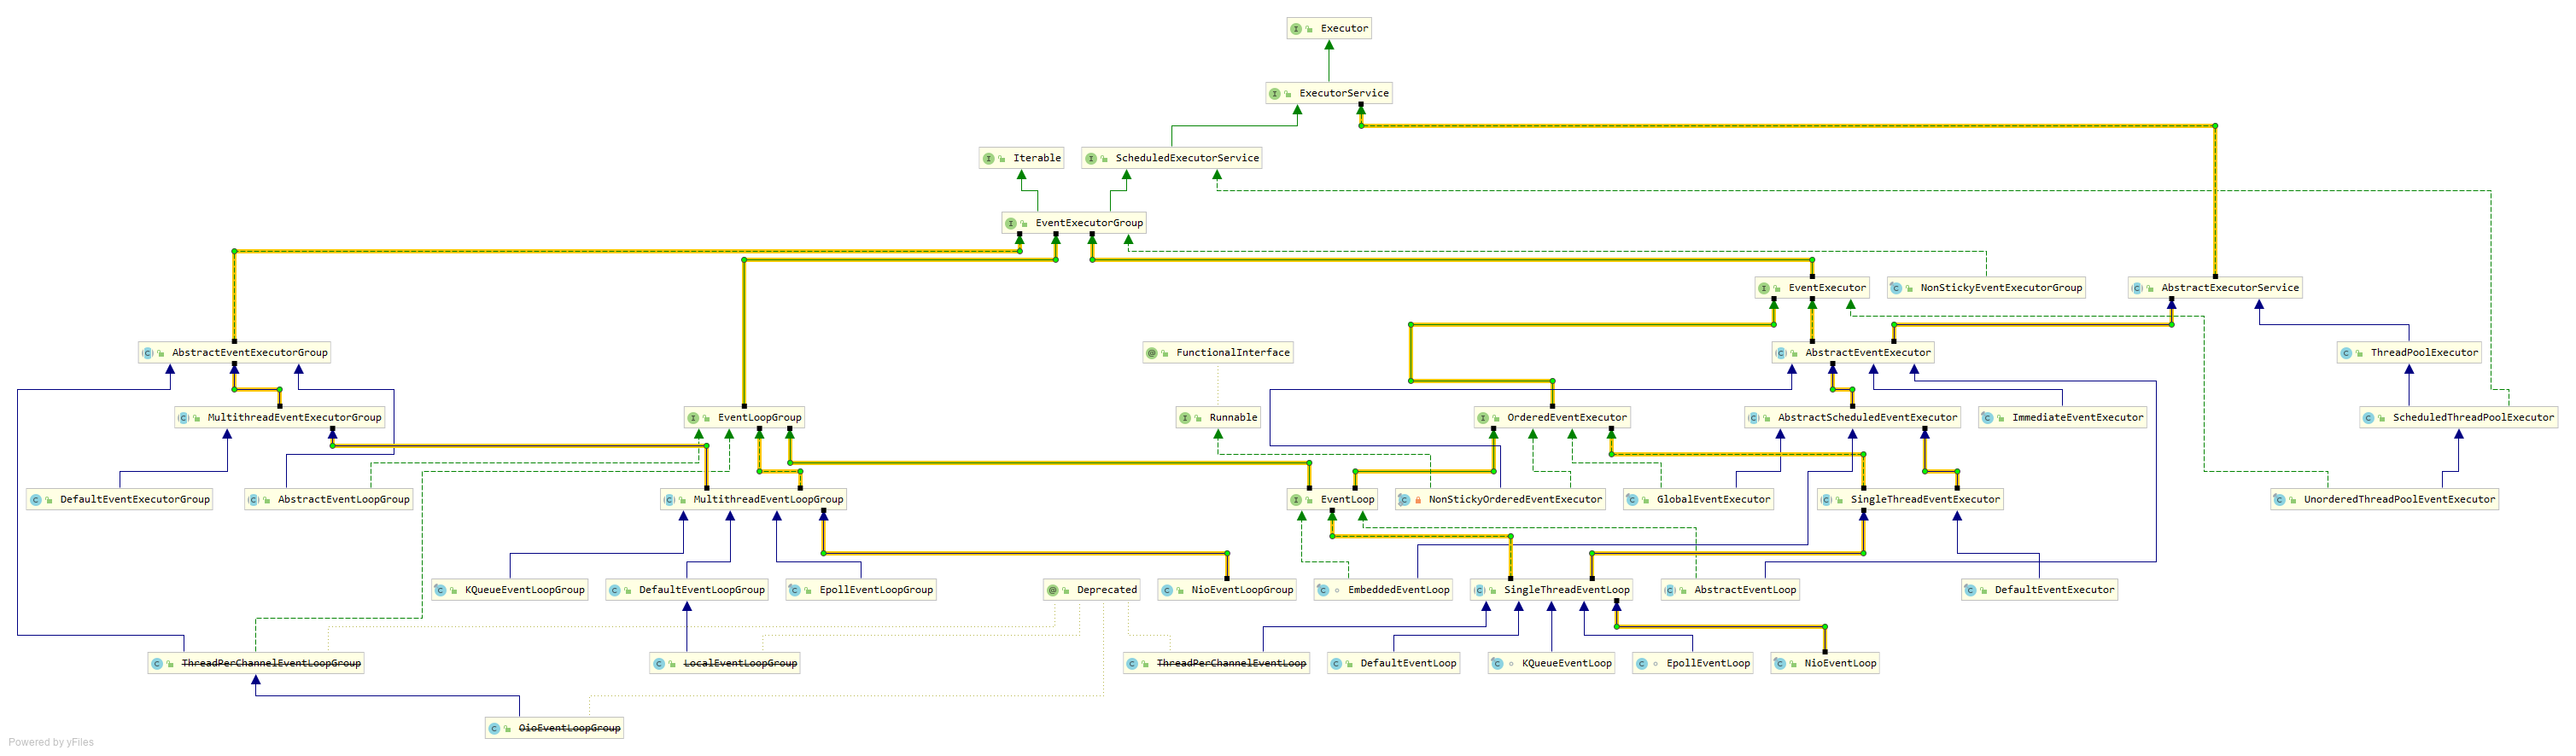 Executor
ExecutorService
Iterable
ScheduledExecutorService
EventExecutorGroup
EventExecutor
NonStickyEventExecutorGroup
AbstractExecutorService
AbstractEventExecutorGroup
FunctionalInterface
AbstractEventExecutor
ThreadPoolExecutor
MultithreadEventExecutorGroup
EventLoopGroup
Runnable
OrderedEventExecutor
AbstractScheduledEventExecutor
ImmediateEventExecutor
ScheduledThreadPoolExecutor
DefaultEventExecutorGroup
AbstractEventLoopGroup
MultithreadEventLoopGroup
EventLoop
NonStickyOrderedEventExecutor
GlobalEventExecutor
SingleThreadEventExecutor
UnorderedThreadPoolEventExecutor
KQueueEventLoopGroup
DefaultEventLoopGroup
EpollEventLoopGroup
Deprecated
NioEventLoopGroup
EmbeddedEventLoop
SingleThreadEventLoop
AbstractEventLoop
DefaultEventExecutor
ThreadPerChannelEventLoopGroup
LocalEventLoopGroup
ThreadPerChannelEventLoop
DefaultEventLoop
KQueueEventLoop
EpollEventLoop
NioEventLoop
OioEventLoopGroup
Powered by yFiles